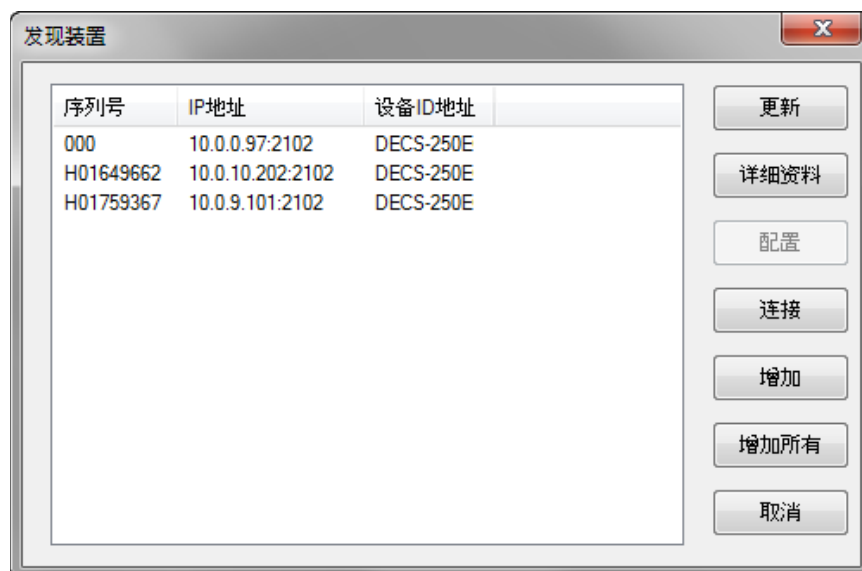 发现装置
序列号 IP地址 设备ID地址
000 10.0.0.97:2102 DECS-250E
H01649662 10.0.10.202:2102 DECS-250E
H01759367 10.0.9.101:2102 DECS-250E
更新
详细资料
配置
连接
增加
增加所有
取消